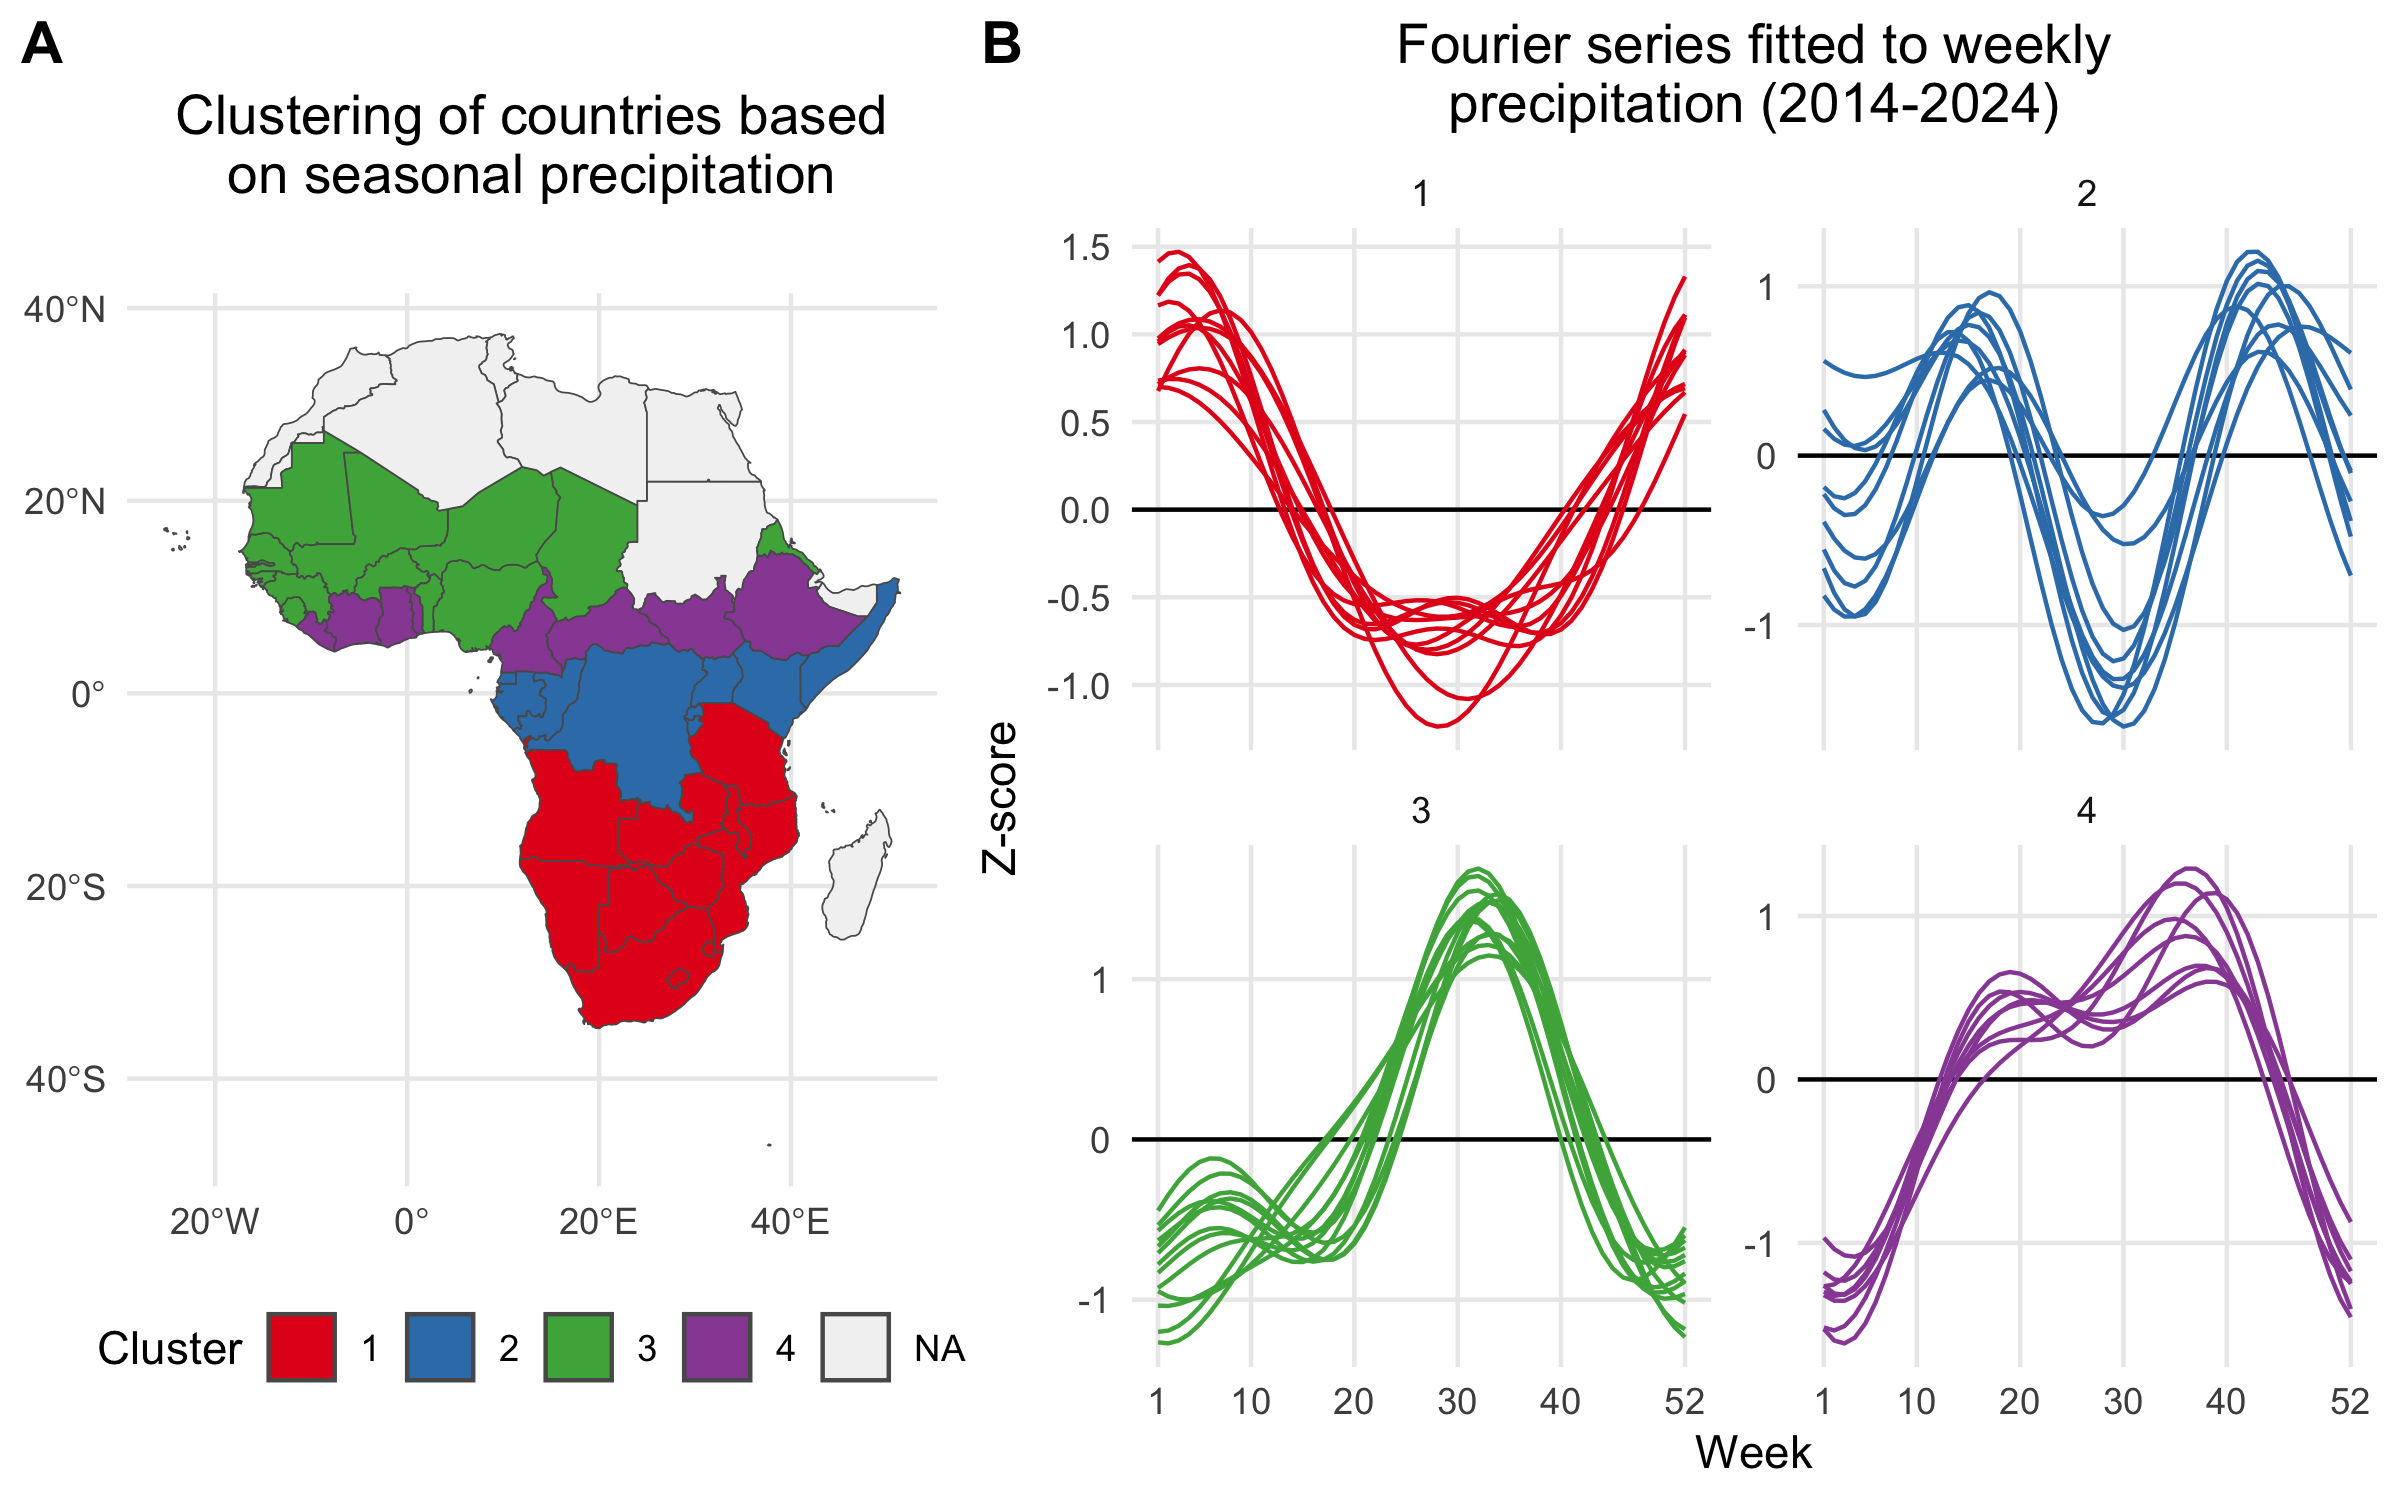 A
Clustering of countries based
on seasonal precipitation
40°N
20°N
0°
20°S
40°S
20°W 0° 20°E 40°E
Cluster 1 2 3 4 NA
B
Fourier series fitted to weekly
precipitation (2014-2024)
Z-score
1
1.5
1.0
0.5
0.0
-0.5
-1.0
2
1
0
-1
3
1
0
-1
1 10 20 30 40 52
4
1
0
-1
1 10 20 30 40 52
Week